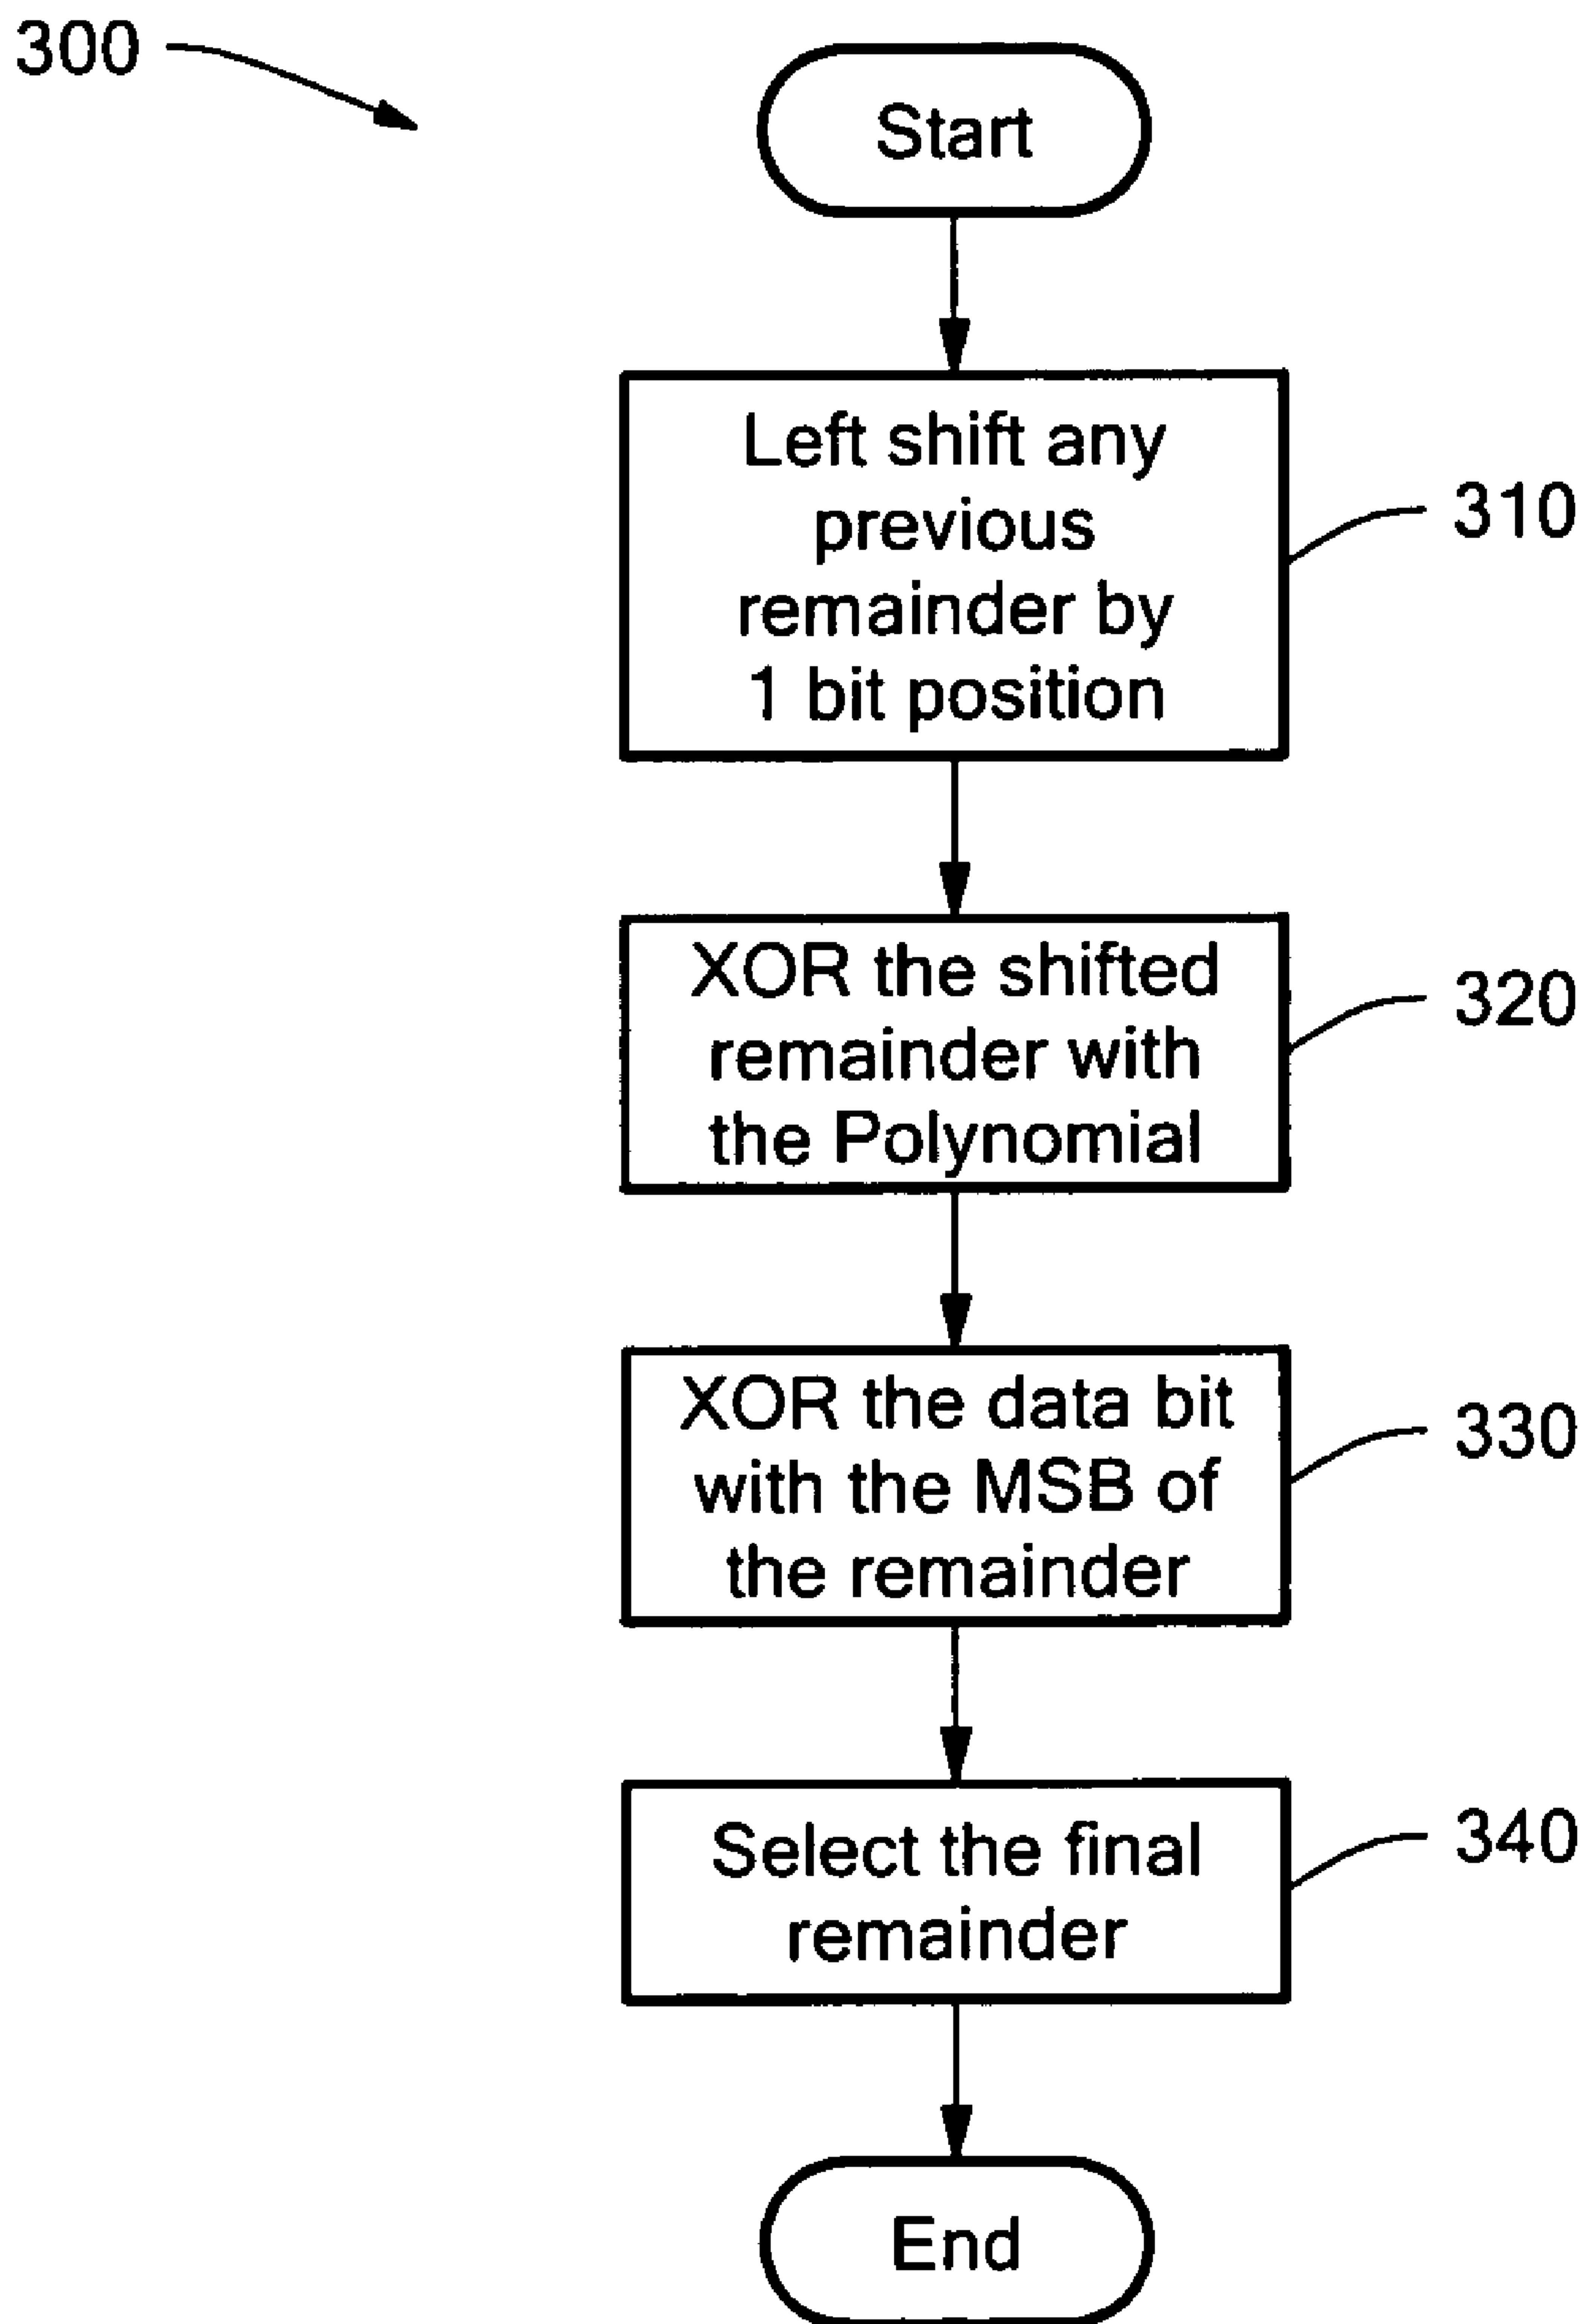 300
Start
Left shift any
previous
remainder by
1 bit position
310
XOR the shifted
remainder with
the Polynomial
320
XOR the data bit
with the MSB of
the remainder
330
Select the final
remainder
340
End